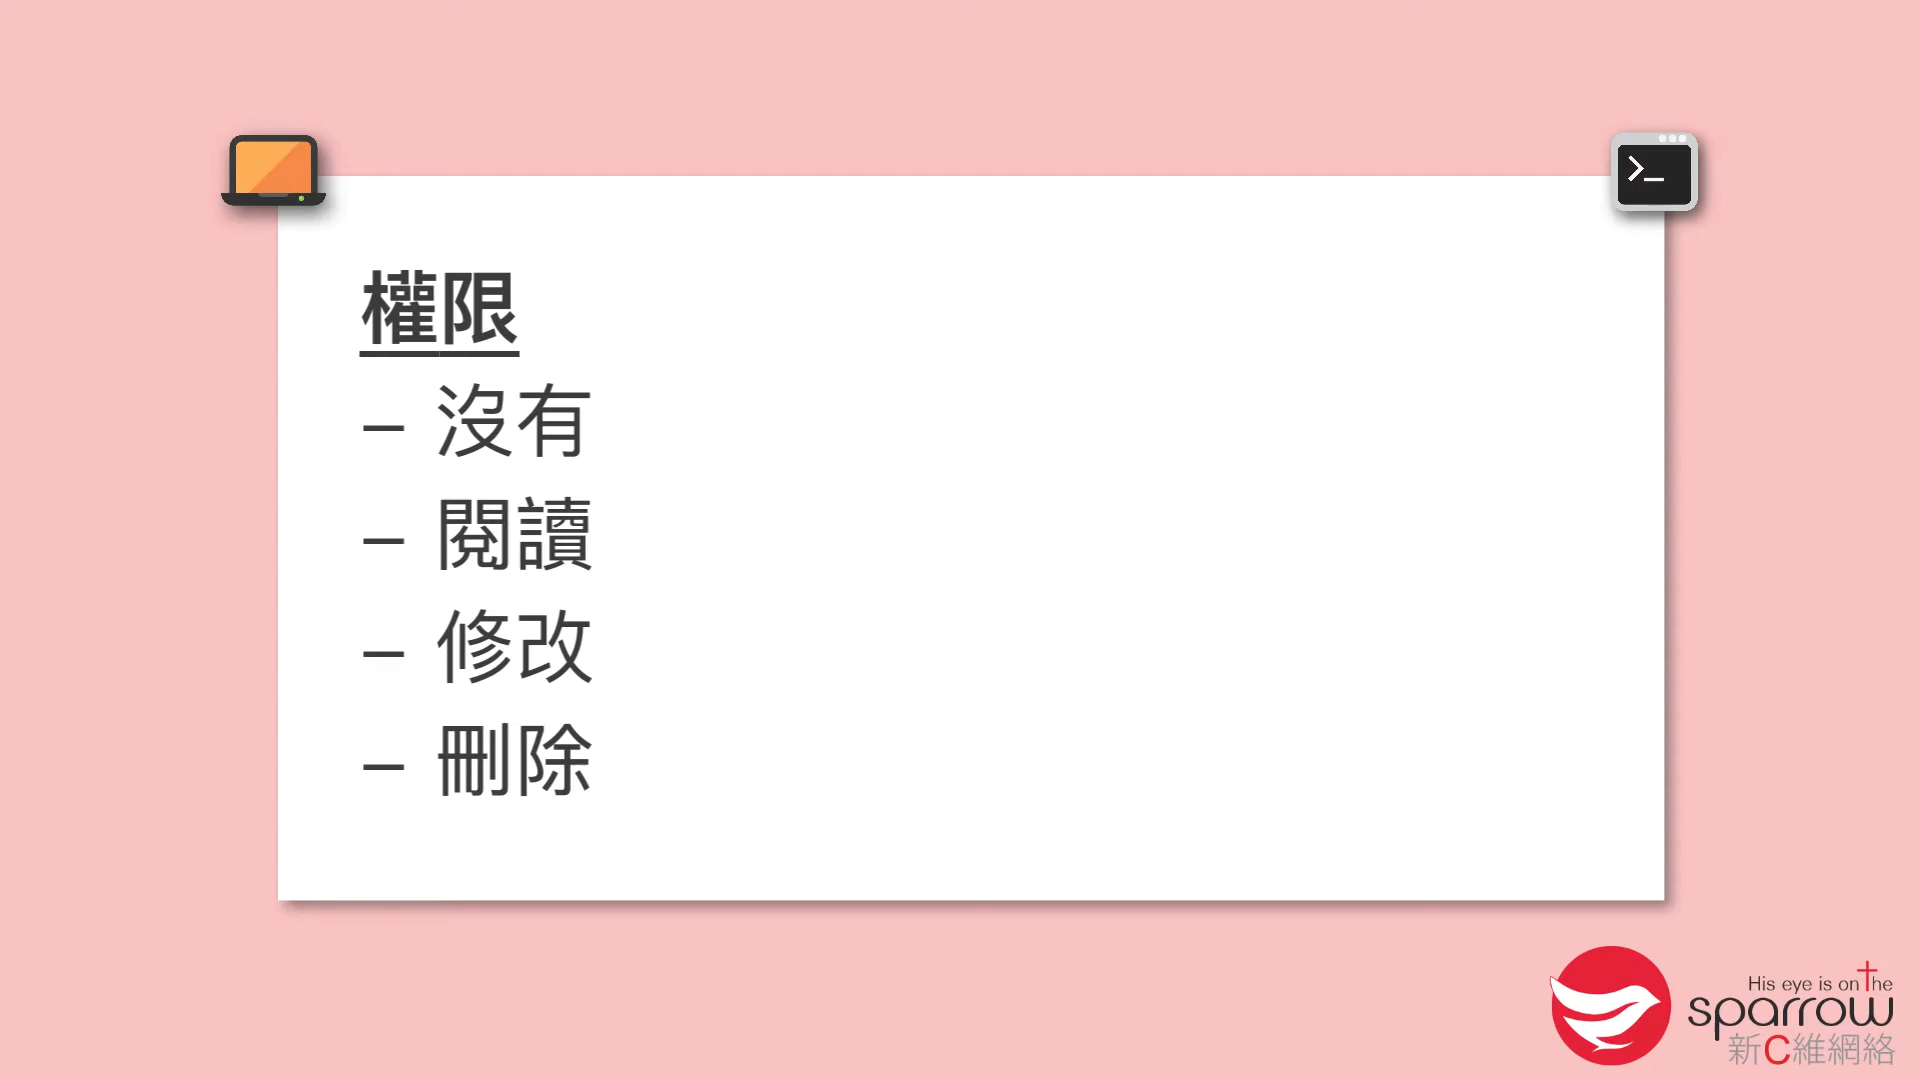 權限
– 沒有
– 閱讀
– 修改
– 刪除
>_
His eye is on the
sparrow
新C維網絡